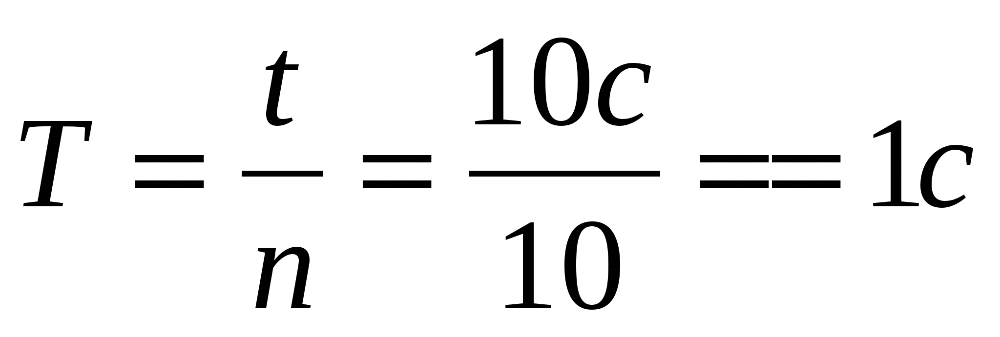 T = t/n = 10c/10 == 1c